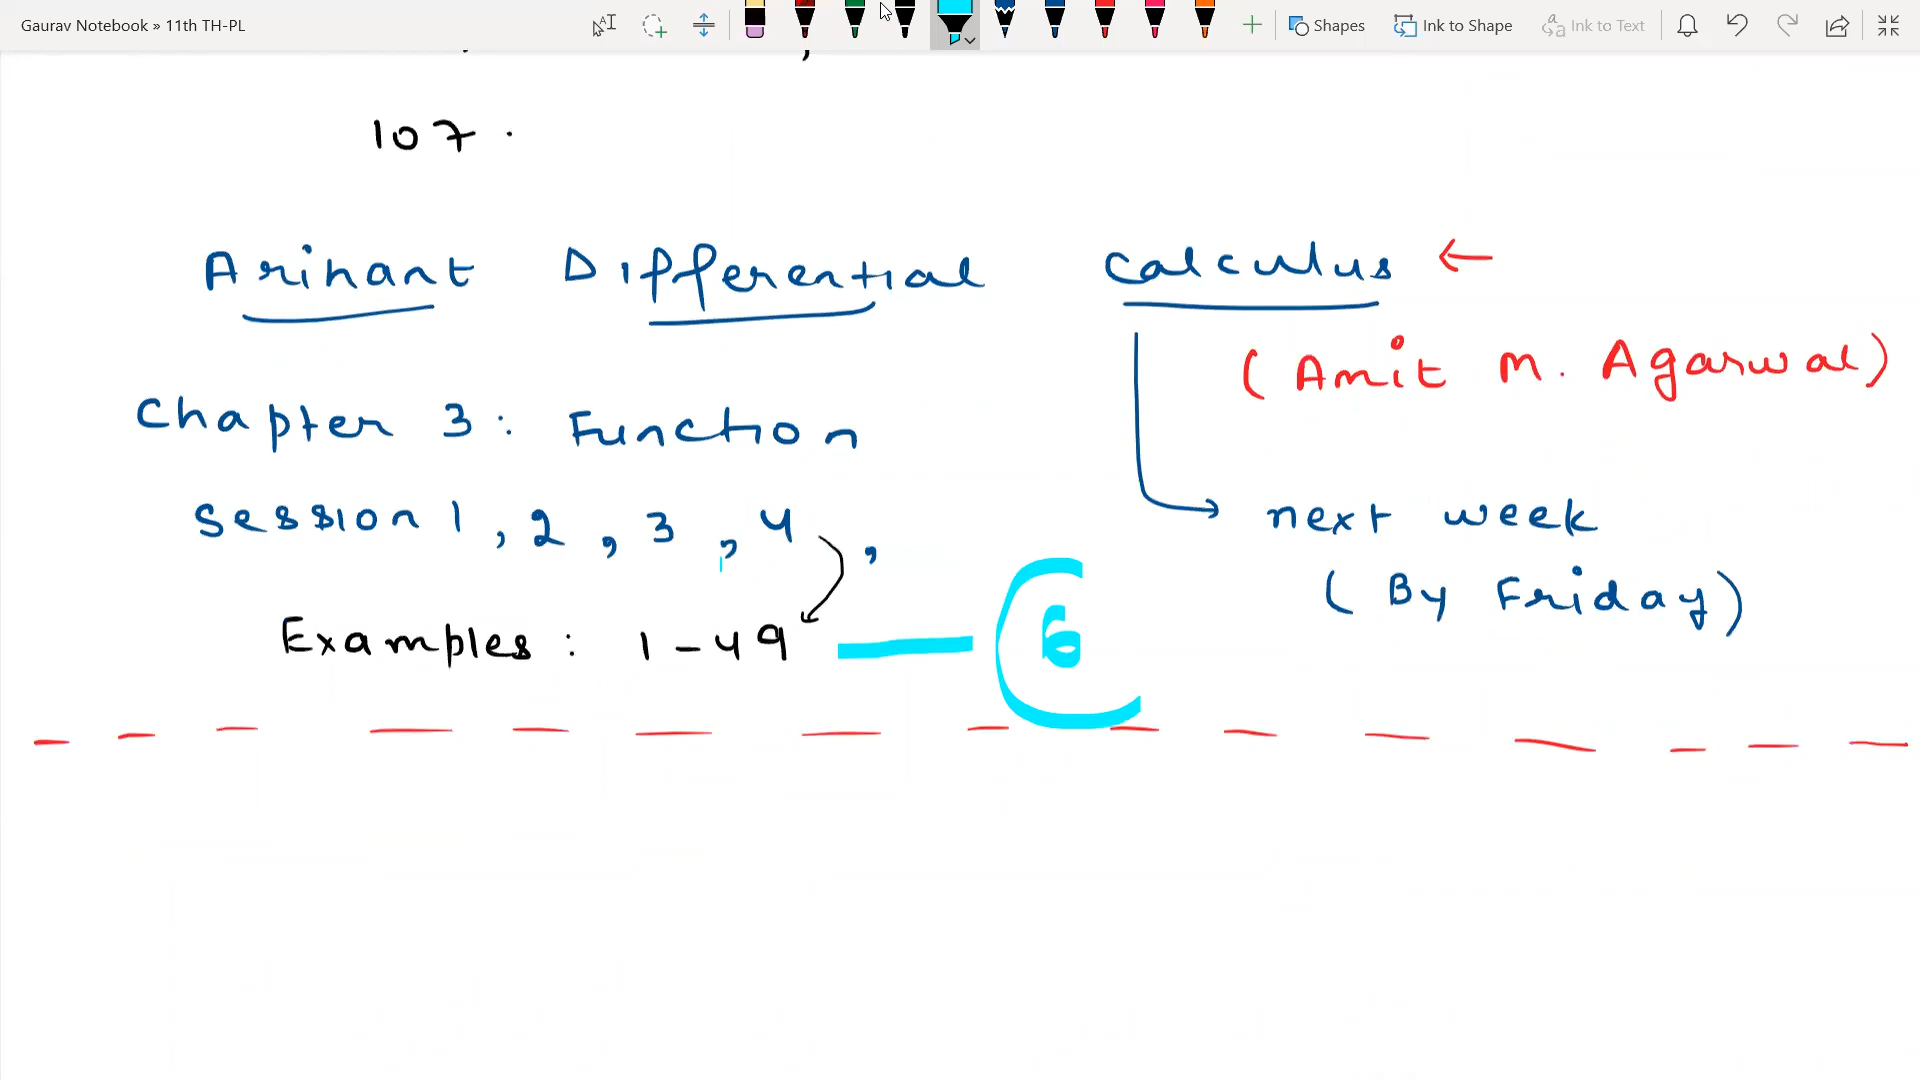 Gaurav Notebook » 11th TH-PL
Shapes
Ink to Shape
Ink to Text
107.
Arihant Differential Calculus ←
(Amit M. Agarwal)
Chapter 3: Function
Session 1, 2, 3, 4,
next week
(By Friday)
Examples: 1-49 — 6